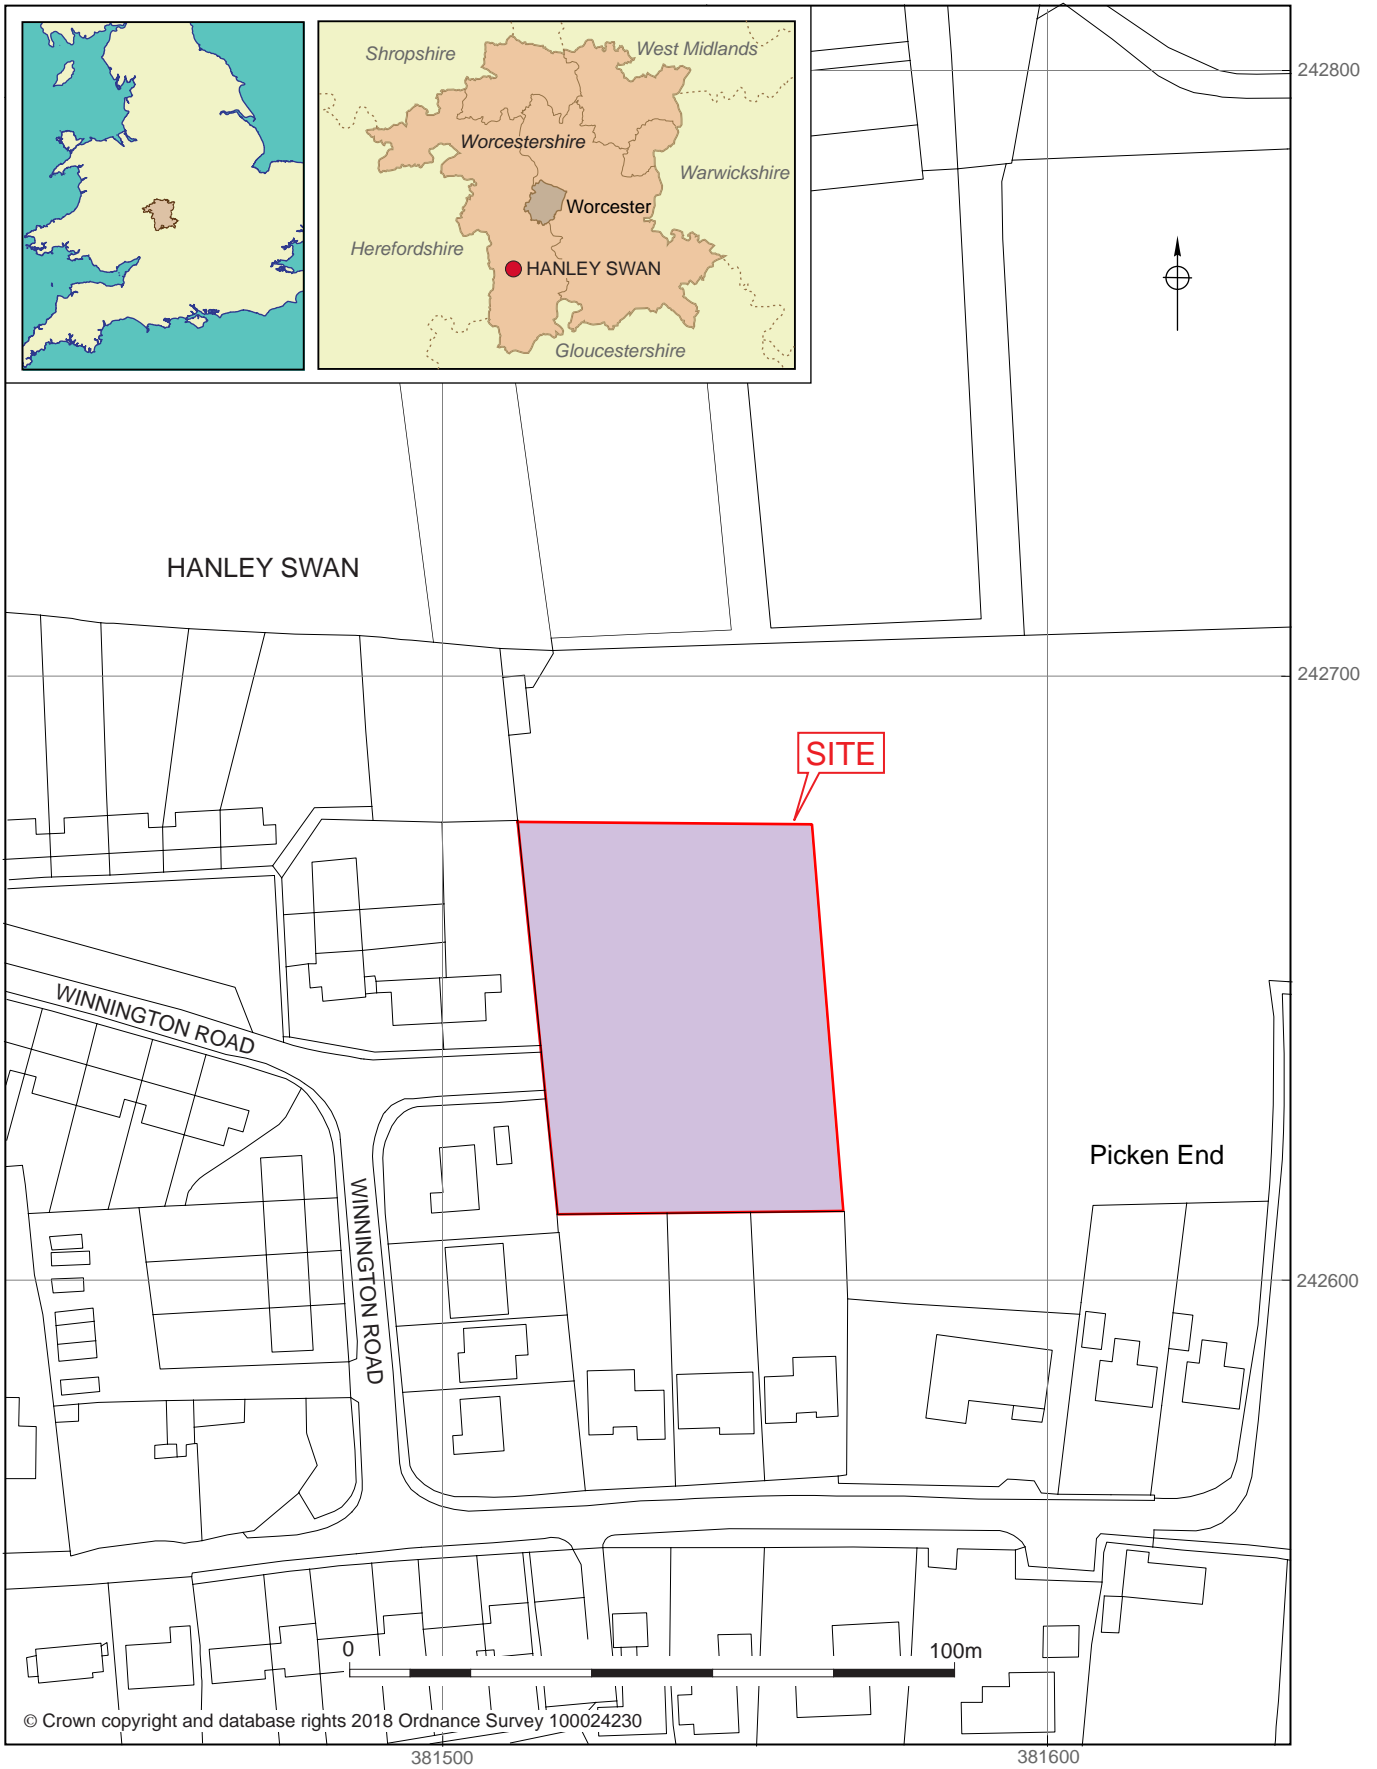 Shropshire
West Midlands
Worcestershire
Warwickshire
Worcester
Herefordshire
HANLEY SWAN
Gloucestershire
242800
HANLEY SWAN
242700
SITE
WINNINGTON ROAD
Picken End
WINNINGTON ROAD
242600
0
100m
© Crown copyright and database rights 2018 Ordnance Survey 100024230
381500
381600